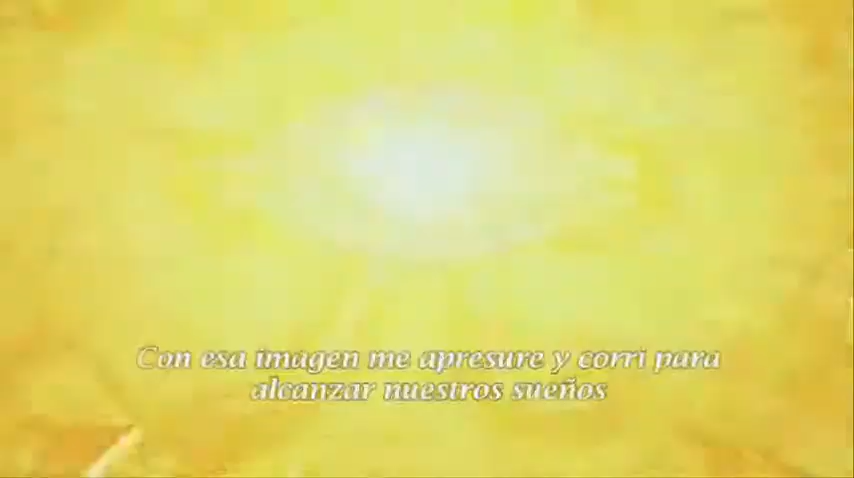 Con esa imagen me apresure y corri para
alcanzar nuestros sueños